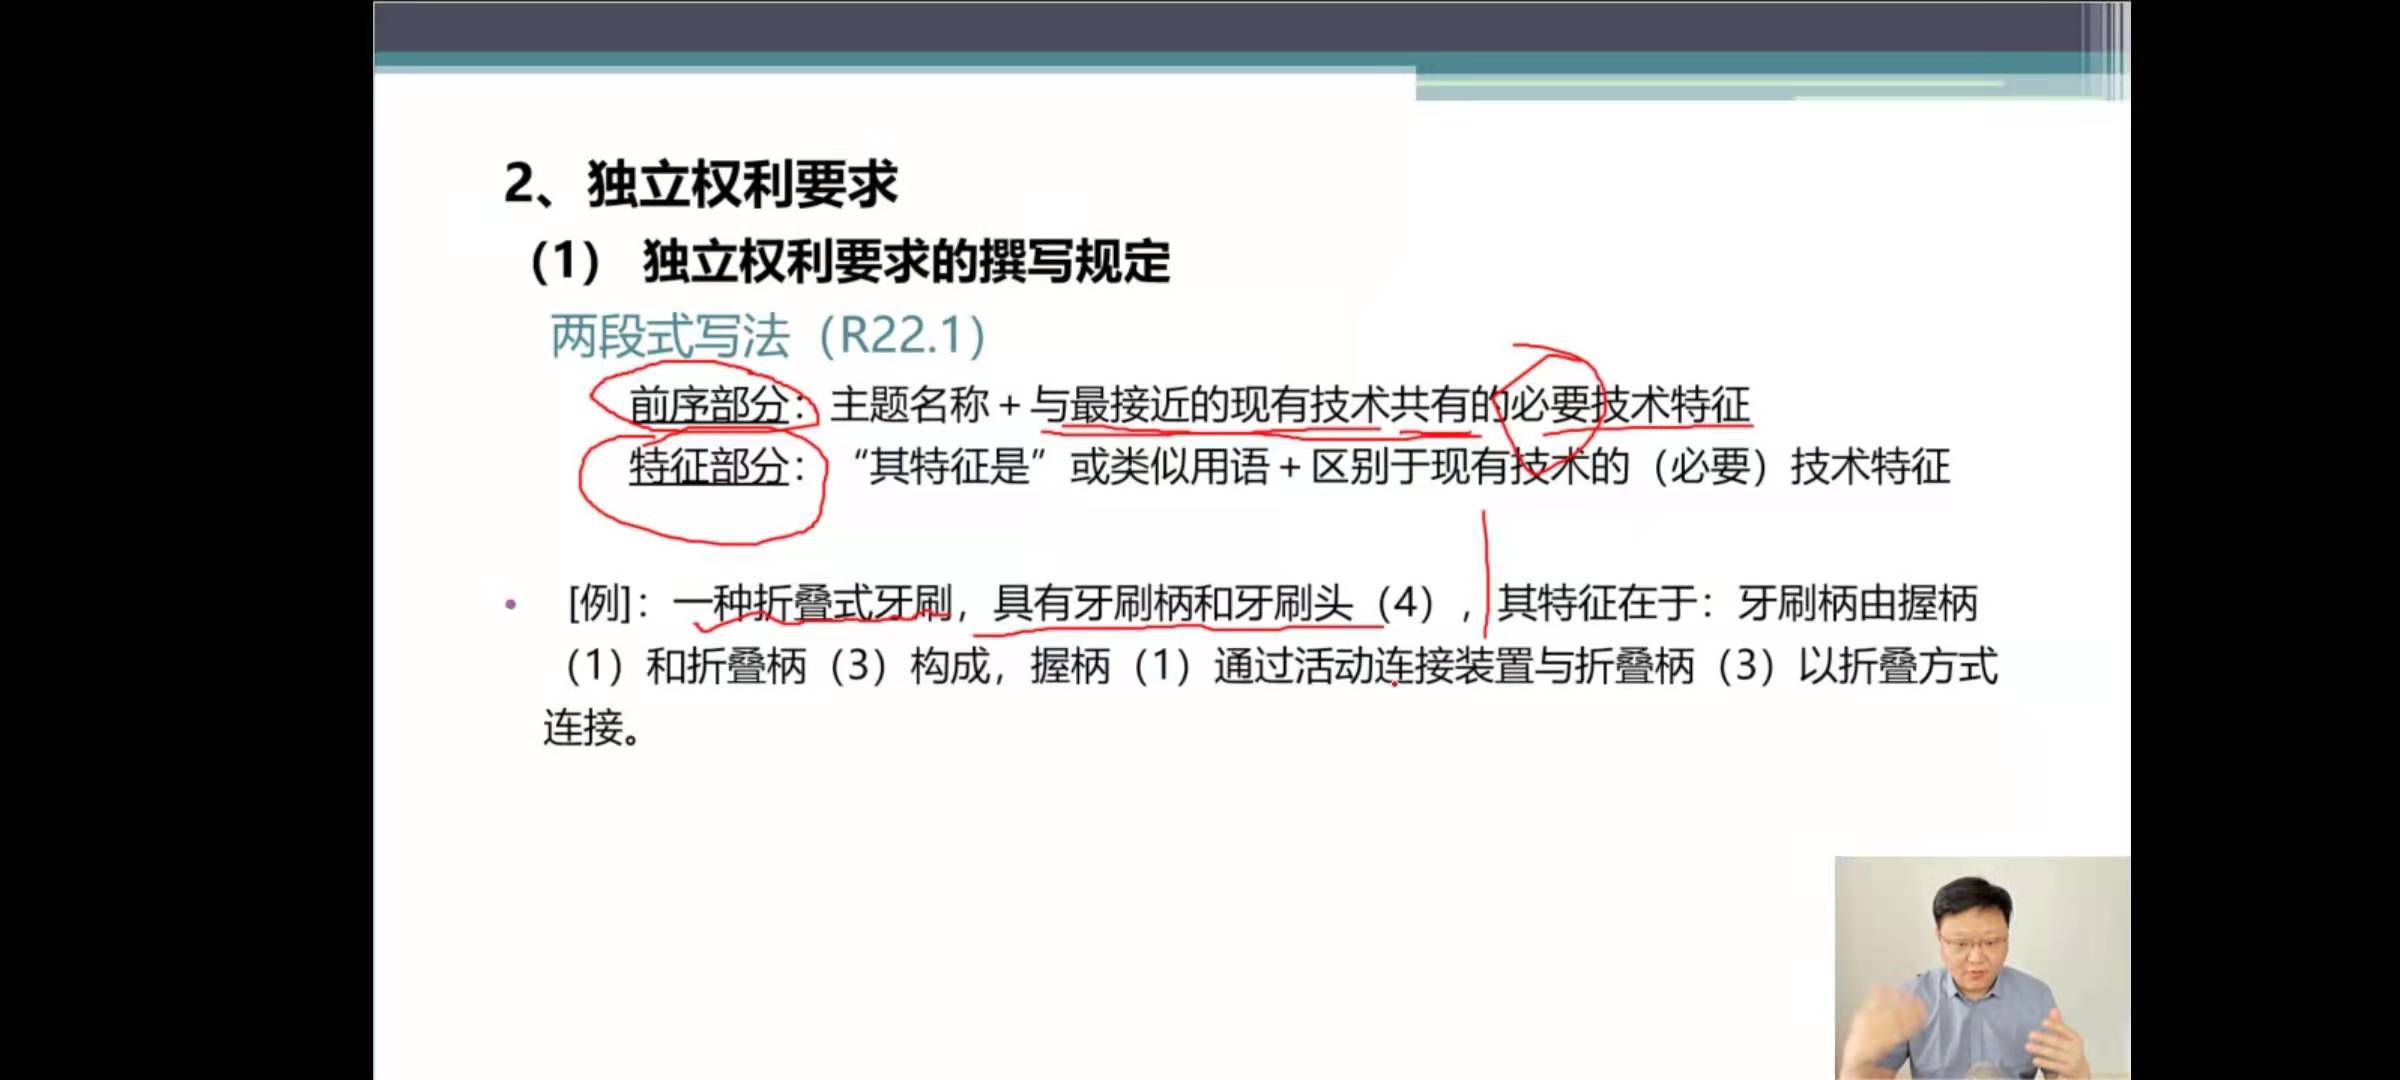 2、独立权利要求
（1） 独立权利要求的撰写规定
两段式写法（R22.1）
前序部分：主题名称＋与最接近的现有技术共有的必要技术特征
特征部分：“其特征是”或类似用语＋区别于现有技术的（必要）技术特征
• [例]：一种折叠式牙刷，具有牙刷柄和牙刷头（4），其特征在于：牙刷柄由握柄
（1）和折叠柄（3）构成，握柄（1）通过活动连接装置与折叠柄（3）以折叠方式
连接。